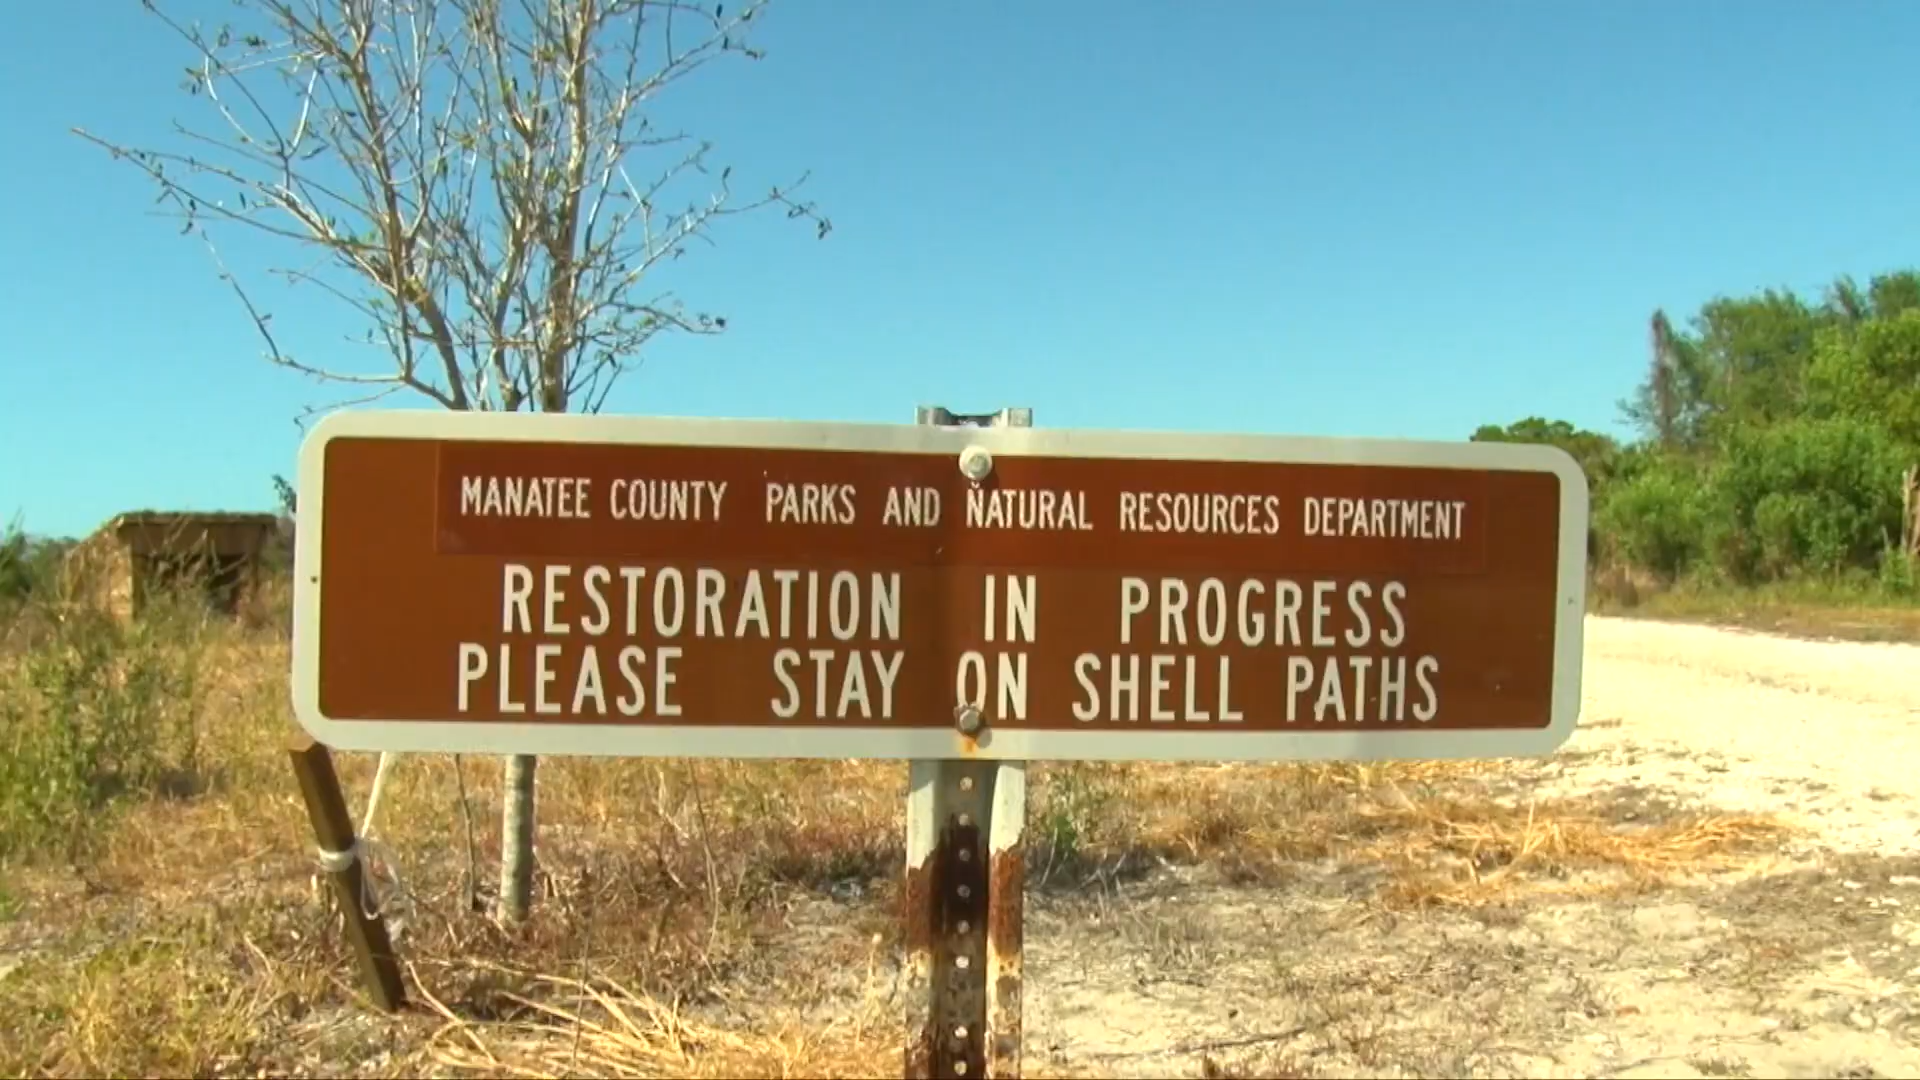 MANATEE COUNTY PARKS AND NATURAL RESOURCES DEPARTMENT
RESTORATION IN PROGRESS
PLEASE STAY ON SHELL PATHS